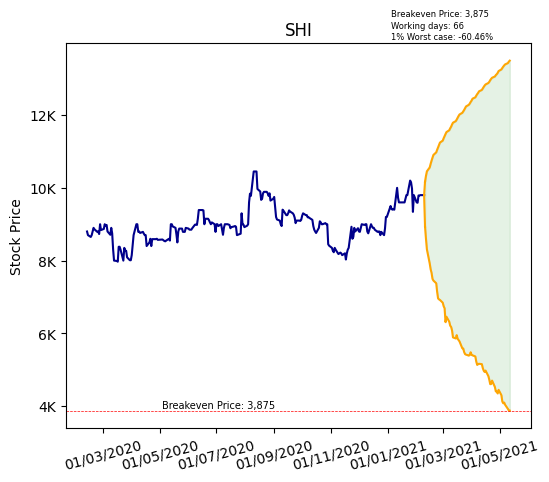 Breakeven Price: 3,875
Working days: 66
1% Worst case: -60.46%
SHI
Stock Price
12K
10K
8K
6K
4K
Breakeven Price: 3,875
01/03/2020
01/05/2020
01/07/2020
01/09/2020
01/11/2020
01/01/2021
01/03/2021
01/05/2021